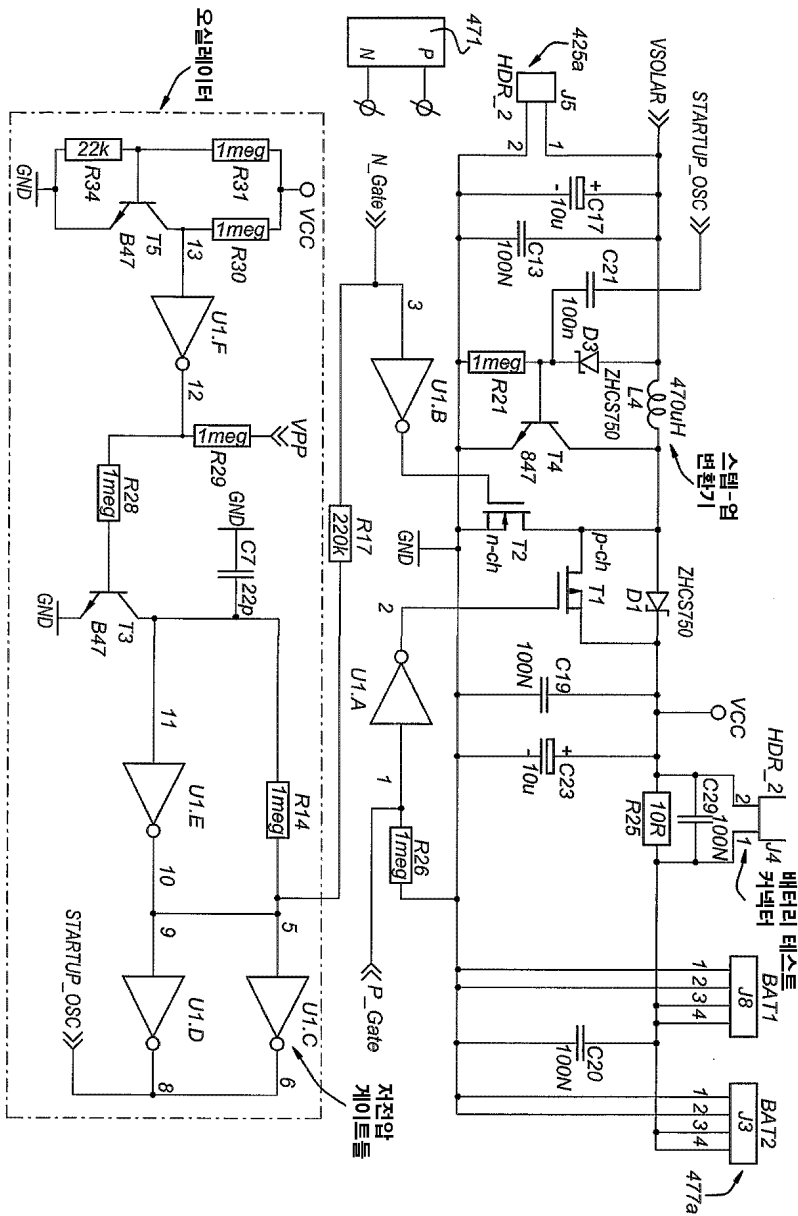 VSOLAR
STARTUP_OSC
425a
J5
HDR_2
1
2
471
P
N
+
C17
-
10u
C13
100N
C21
100n
D3
ZHCS750
R21
1meg
T4
847
470uH
L4
스텝-업
변환기
ZHCS750
D1
T2
n-ch
p-ch
T1
GND
C19
100N
VCC
+
C23
-
10u
HDR_2
J4
2
1
C29
100N
10R
R25
배터리 테스트
커넥터
BAT1
J8
1
2
3
4
C20
100N
BAT2
J3
1
2
3
4
477a
N_Gate
3
U1.B
R17
220k
2
U1.A
1
R26
1meg
P_Gate
오실레이터
VCC
R31
1meg
R30
1meg
R34
22k
GND
T5
B47
13
U1.F
12
VPP
R29
1meg
R28
1meg
GND
C7
22p
T3
B47
GND
11
U1.E
10
R14
1meg
5
9
U1.C
6
U1.D
8
STARTUP_OSC
저전압
게이트들